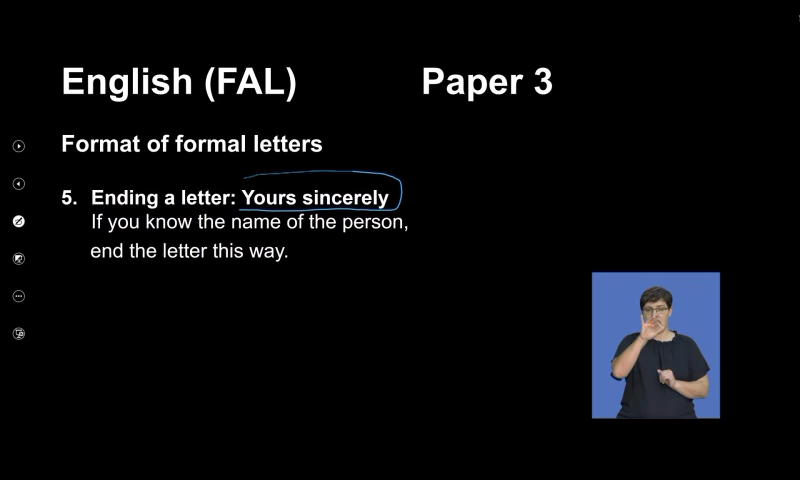 English (FAL) Paper 3
Format of formal letters
5. Ending a letter: Yours sincerely
If you know the name of the person,
end the letter this way.